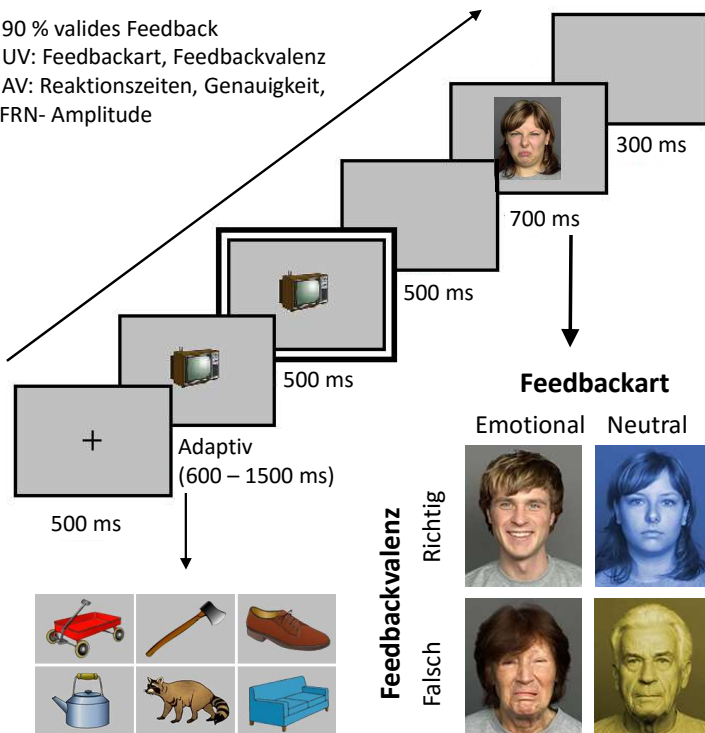 90 % valides Feedback
UV: Feedbackart, Feedbackvalenz
AV: Reaktionszeiten, Genauigkeit,
FRN- Amplitude
300 ms
700 ms
500 ms
500 ms
Adaptiv
(600 – 1500 ms)
500 ms
Feedbackart
Emotional Neutral
Feedbackvalenz
Richtig
Falsch